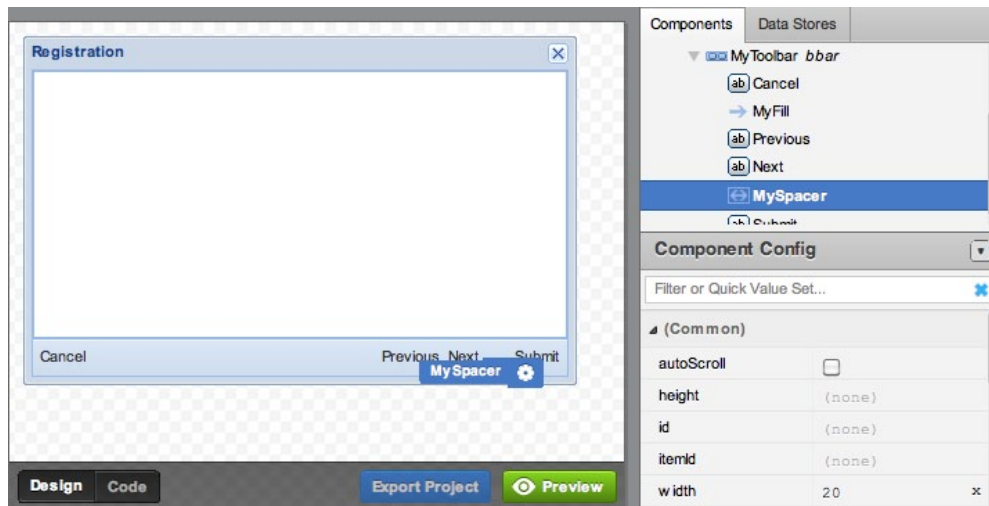 Registration
Cancel
Previous Next Submit
MySpacer
Design Code
Export Project
Preview
Components Data Stores
MyToolbar bbar
ab Cancel
MyFill
ab Previous
ab Next
MySpacer
ab Submit
Component Config
Filter or Quick Value Set...
(Common)
autoScroll
height (none)
id (none)
itemId (none)
width 20 x